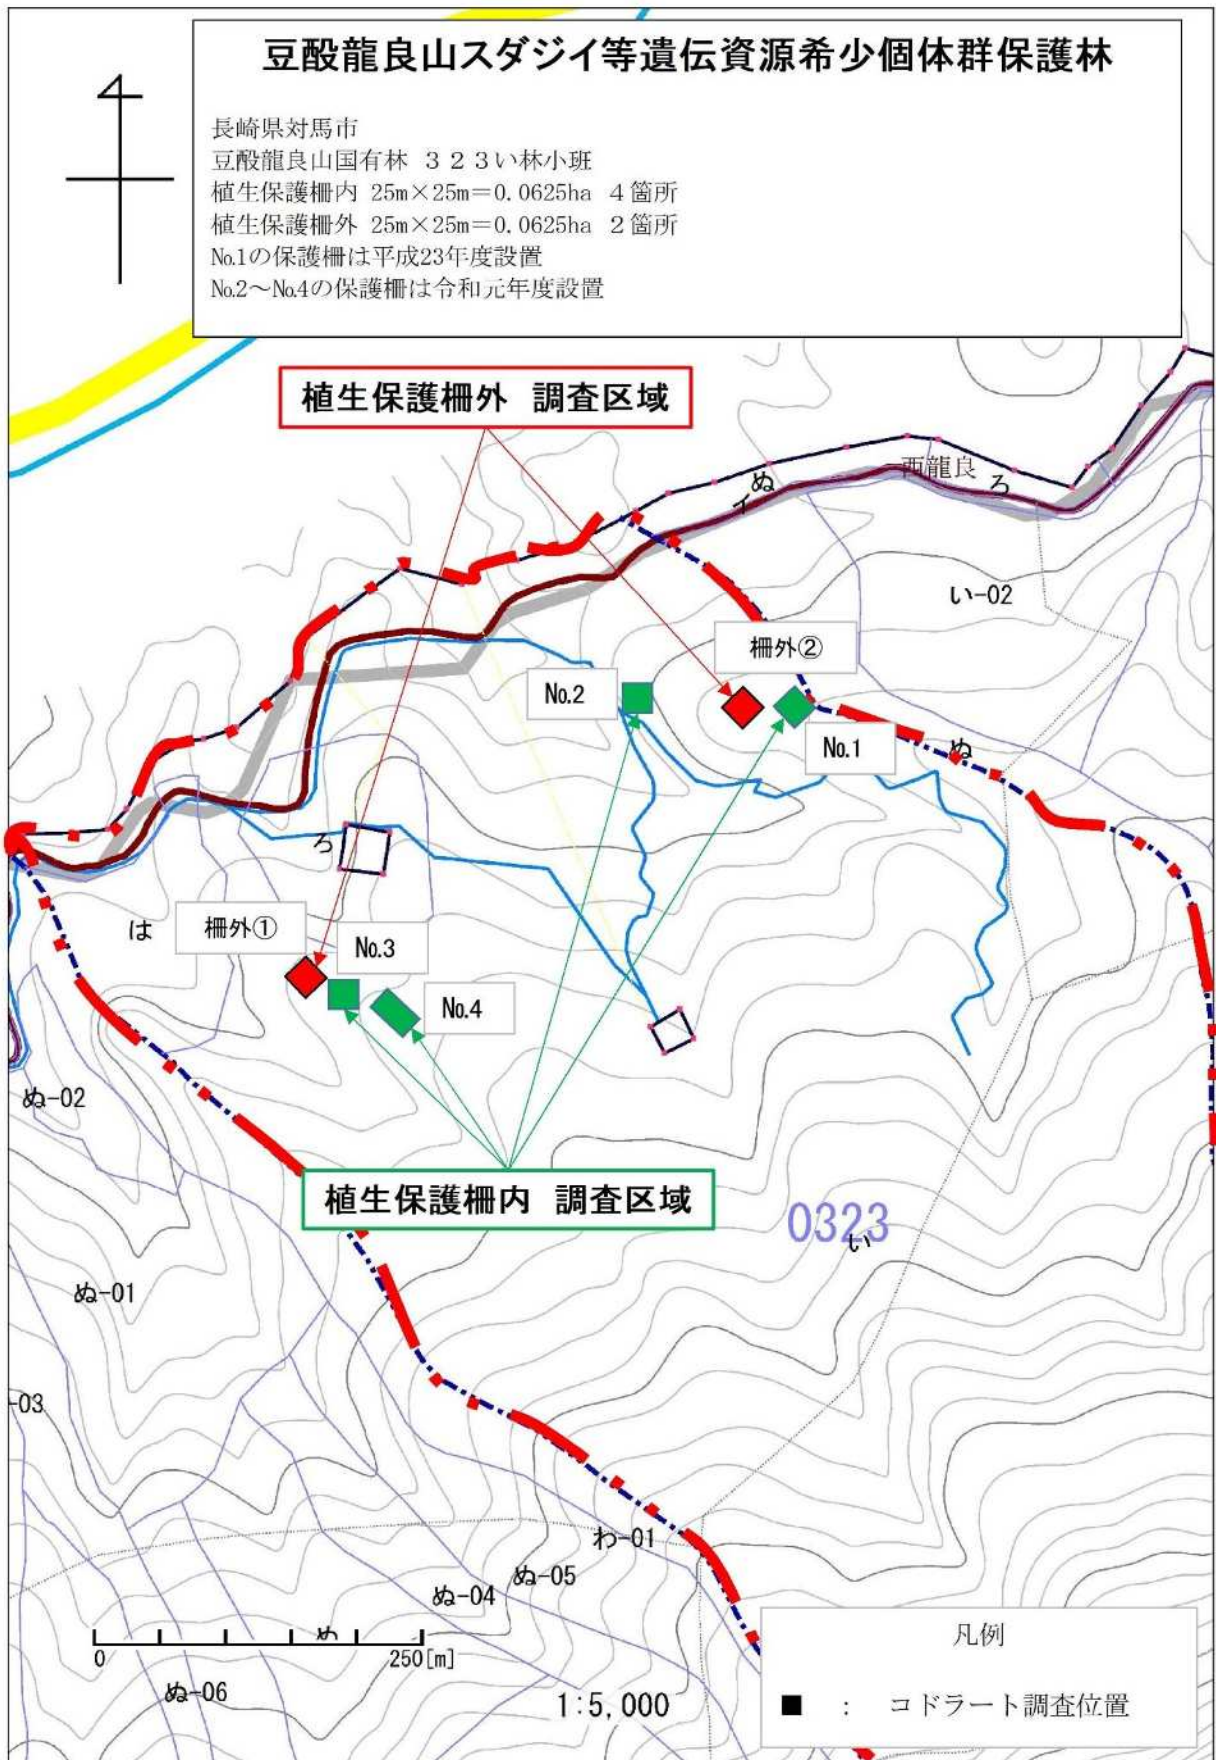 豆酘龍良山スダジイ等遺伝資源希少個体群保護林
長崎県対馬市
豆酘龍良山国有林 323い林小班
植生保護柵内 25m×25m=0.0625ha 4箇所
植生保護柵外 25m×25m=0.0625ha 2箇所
No.1の保護柵は平成23年度設置
No.2～No.4の保護柵は令和元年度設置
植生保護柵外 調査区域
西龍良
ろ
ぬ
イ
い-02
柵外②
No.2
No.1
ぬ
ろ
は
柵外①
No.3
No.4
ぬ-02
植生保護柵内 調査区域
0323
い
ぬ-01
-03
わ-01
ぬ-05
ぬ-04
め
0
250[m]
ぬ-06
1:5,000
凡例
■ : コドラート調査位置